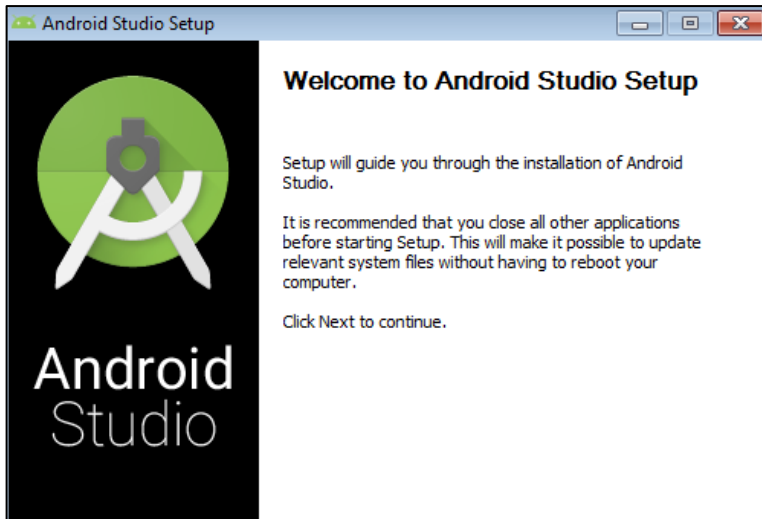 Android Studio Setup
Welcome to Android Studio Setup
Setup will guide you through the installation of Android
Studio.
It is recommended that you close all other applications
before starting Setup. This will make it possible to update
relevant system files without having to reboot your
computer.
Click Next to continue.
Android
Studio